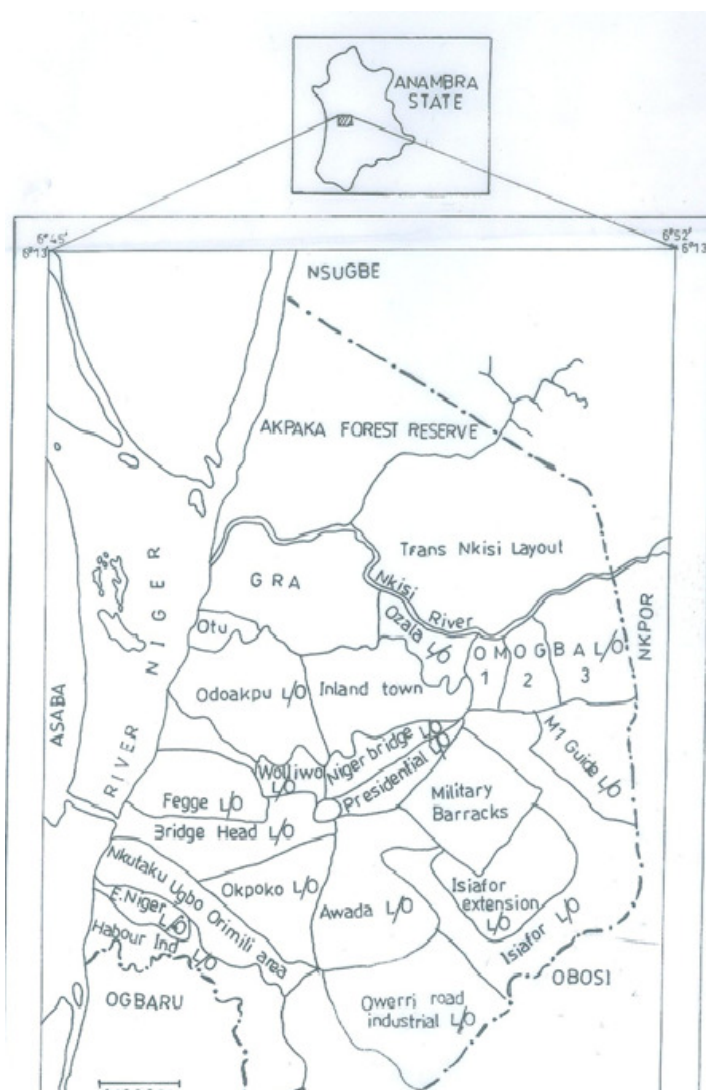 ANAMBRA
STATE
6°45'
6°13'
6°52'
6°13'
NSUGBE
AKPAKA FOREST RESERVE
Trans Nkisi Layout
RIVER NIGER
GRA
Nkisi
River
Otu
Ozala L/O
OMOGBA L/O
1
2
3
NKPOR
ASABA
Odoakpu L/O
Inland town
Niger bridge L/O
Presidential L/O
M1 Guide L/O
Woliwo
L/O
Fegge L/O
Military
Barracks
Bridge Head L/O
Nkutaku Ugbo Orimili area
Okpoko L/O
Awada L/O
Isiafor
extension
L/O
Isiafor L/O
E.Niger
L/O
Habour Ind L/O
OGBARU
Owerri road
industrial L/O
OBOSI